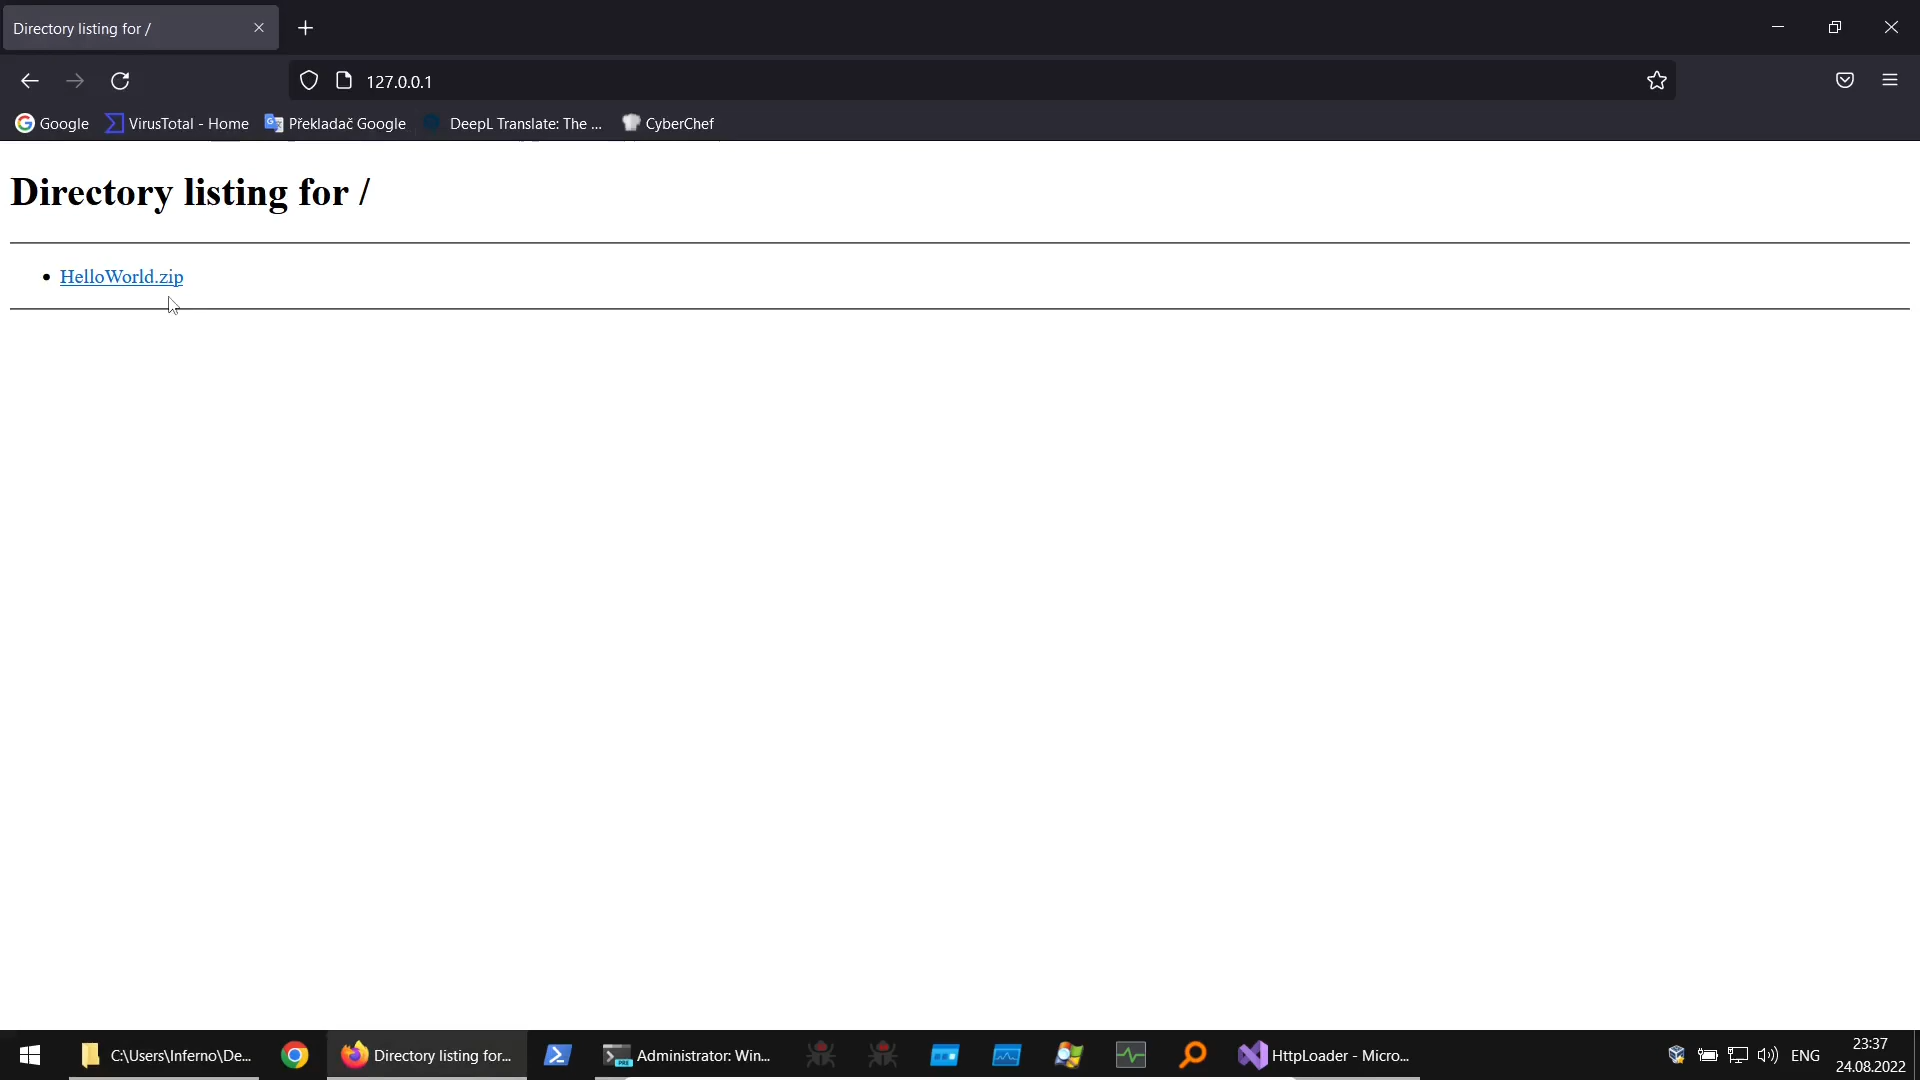 Directory listing for /
127.0.0.1
Google VirusTotal - Home Překladač Google DeepL Translate: The ... CyberChef
Directory listing for /
HelloWorld.zip
C:\Users\Inferno\De... Directory listing for... Administrator: Win... HttpLoader - Micro... ENG 23:37
24.08.2022